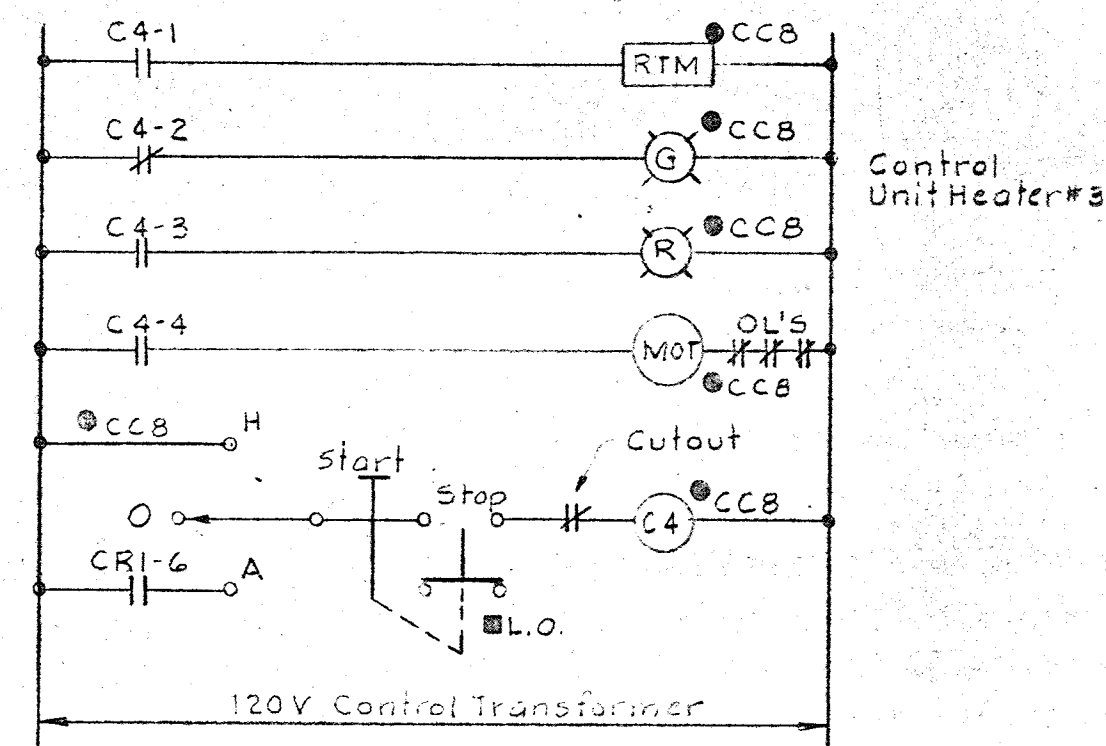 C4-1
CC8
RTM
C4-2
CC8
G
Control
Unit Heater #3
C4-3
CC8
R
C4-4
OL'S
MOT
CC8
CC8
H
Start
Cutout
Stop
O
C4
CC8
CR1-6
A
L.O.
120V Control Transformer